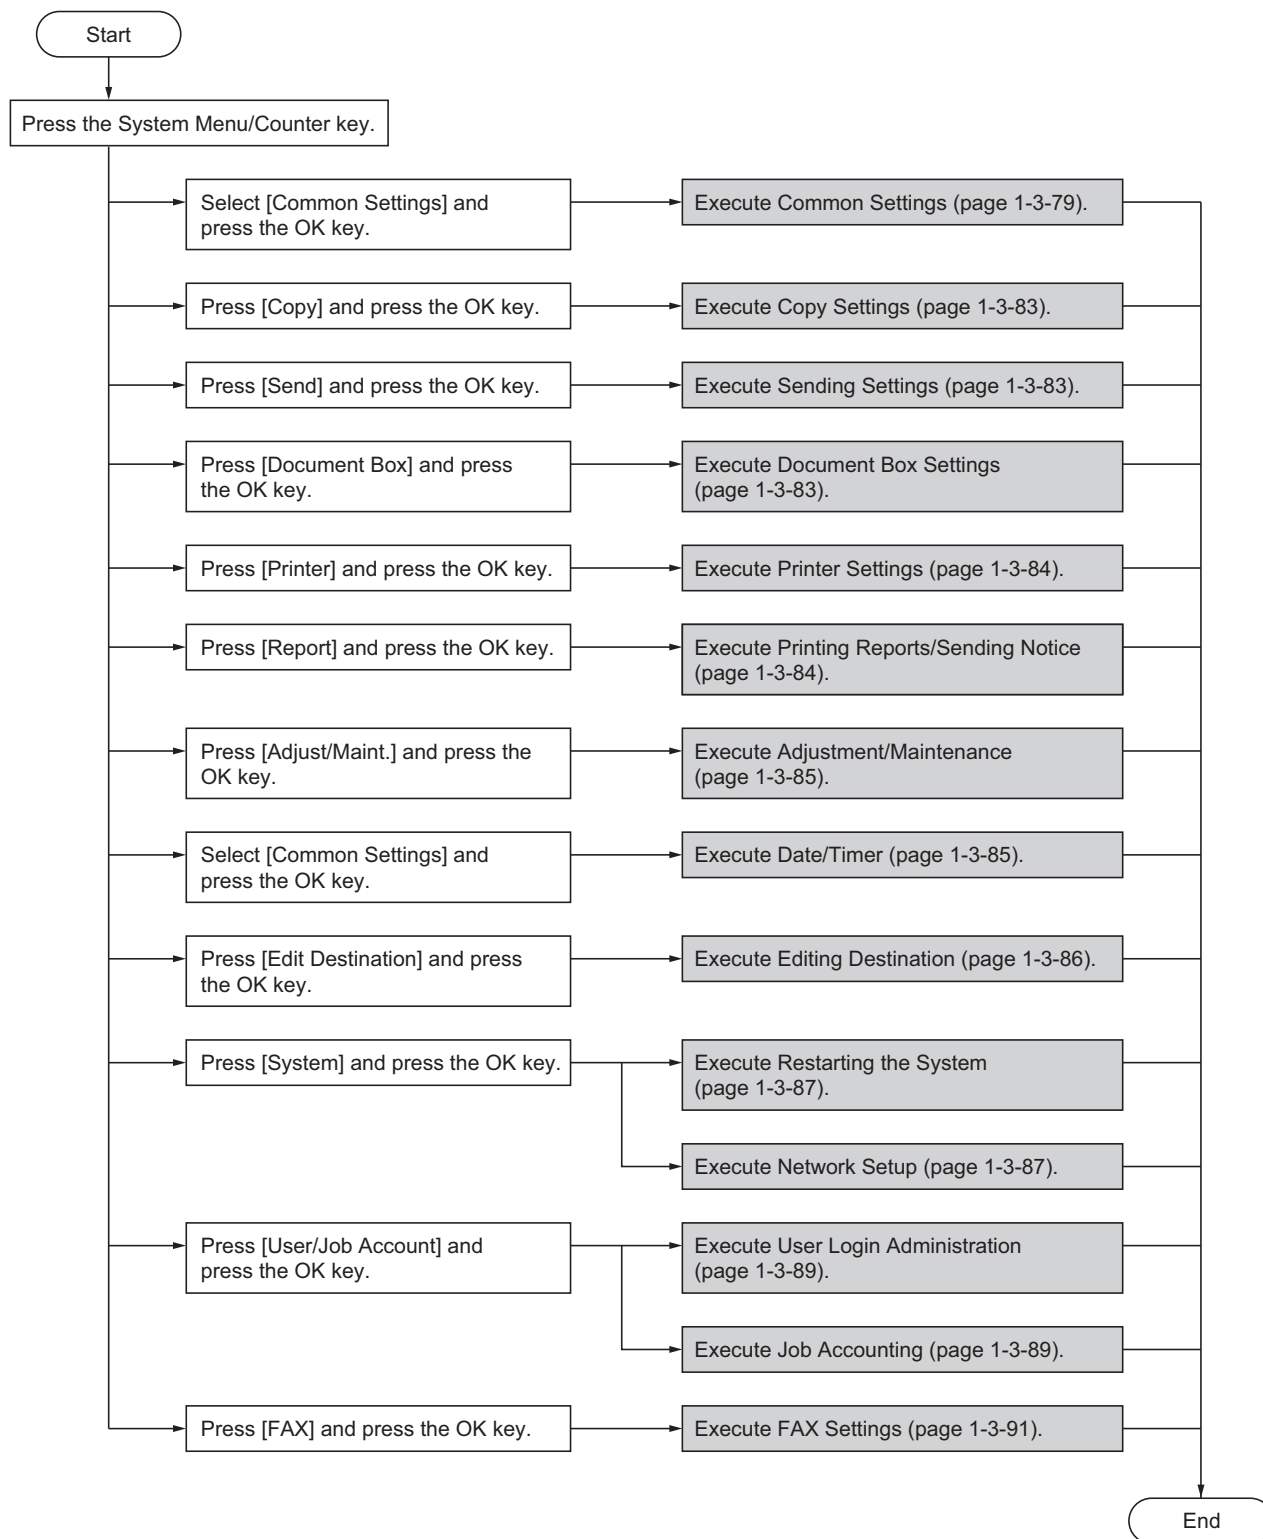 Start
Press the System Menu/Counter key.
Select [Common Settings] and
press the OK key.
Execute Common Settings (page 1-3-79).
Press [Copy] and press the OK key.
Execute Copy Settings (page 1-3-83).
Press [Send] and press the OK key.
Execute Sending Settings (page 1-3-83).
Press [Document Box] and press
the OK key.
Execute Document Box Settings
(page 1-3-83).
Press [Printer] and press the OK key.
Execute Printer Settings (page 1-3-84).
Press [Report] and press the OK key.
Execute Printing Reports/Sending Notice
(page 1-3-84).
Press [Adjust/Maint.] and press the
OK key.
Execute Adjustment/Maintenance
(page 1-3-85).
Select [Common Settings] and
press the OK key.
Execute Date/Timer (page 1-3-85).
Press [Edit Destination] and press
the OK key.
Execute Editing Destination (page 1-3-86).
Press [System] and press the OK key.
Execute Restarting the System
(page 1-3-87).
Execute Network Setup (page 1-3-87).
Press [User/Job Account] and
press the OK key.
Execute User Login Administration
(page 1-3-89).
Execute Job Accounting (page 1-3-89).
Press [FAX] and press the OK key.
Execute FAX Settings (page 1-3-91).
End